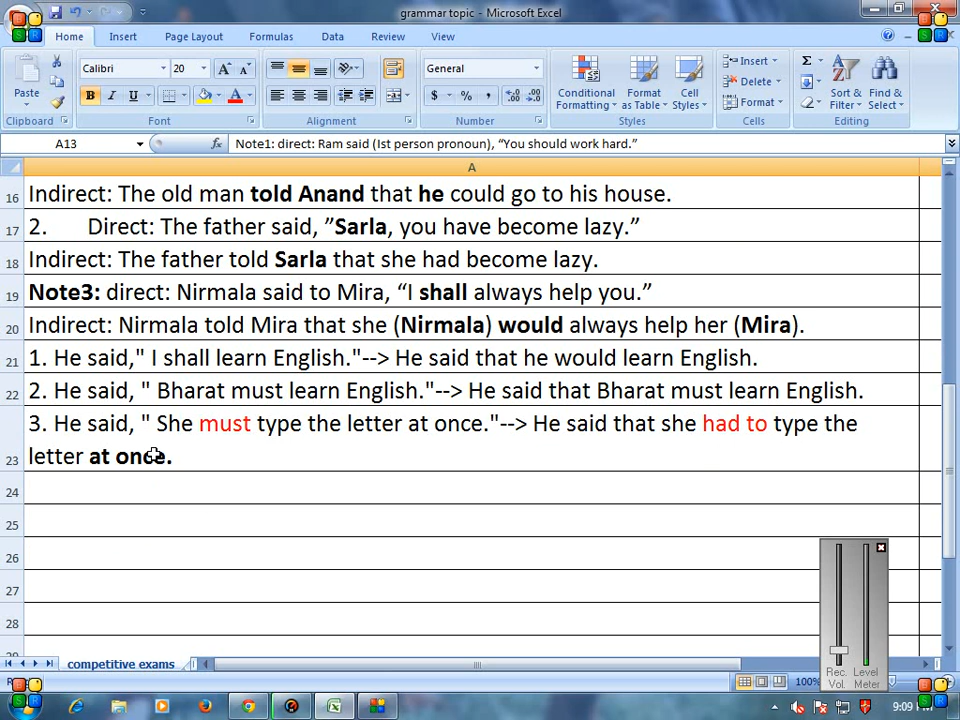 grammar topic - Microsoft Excel
Home Insert Page Layout Formulas Data Review View
Paste
Calibri 20
General
B I U
$ % ,
Conditional Formatting
Format as Table
Cell Styles
Insert
Delete
Format
Sort & Filter
Find & Select
Clipboard Font Alignment Number Styles Cells Editing
A13 fx Note1: direct: Ram said (Ist person pronoun), “You should work hard.”
A
16 Indirect: The old man told Anand that he could go to his house.
17 2. Direct: The father said, ”Sarla, you have become lazy.”
18 Indirect: The father told Sarla that she had become lazy.
19 Note3: direct: Nirmala said to Mira, “I shall always help you.”
20 Indirect: Nirmala told Mira that she (Nirmala) would always help her (Mira).
21 1. He said," I shall learn English."--> He said that he would learn English.
22 2. He said, " Bharat must learn English."--> He said that Bharat must learn English.
3. He said, " She must type the letter at once."--> He said that she had to type the
23 letter at once.
24
25
26
27
28
Rec. Vol.
Level Meter
competitive exams
100%
9:09